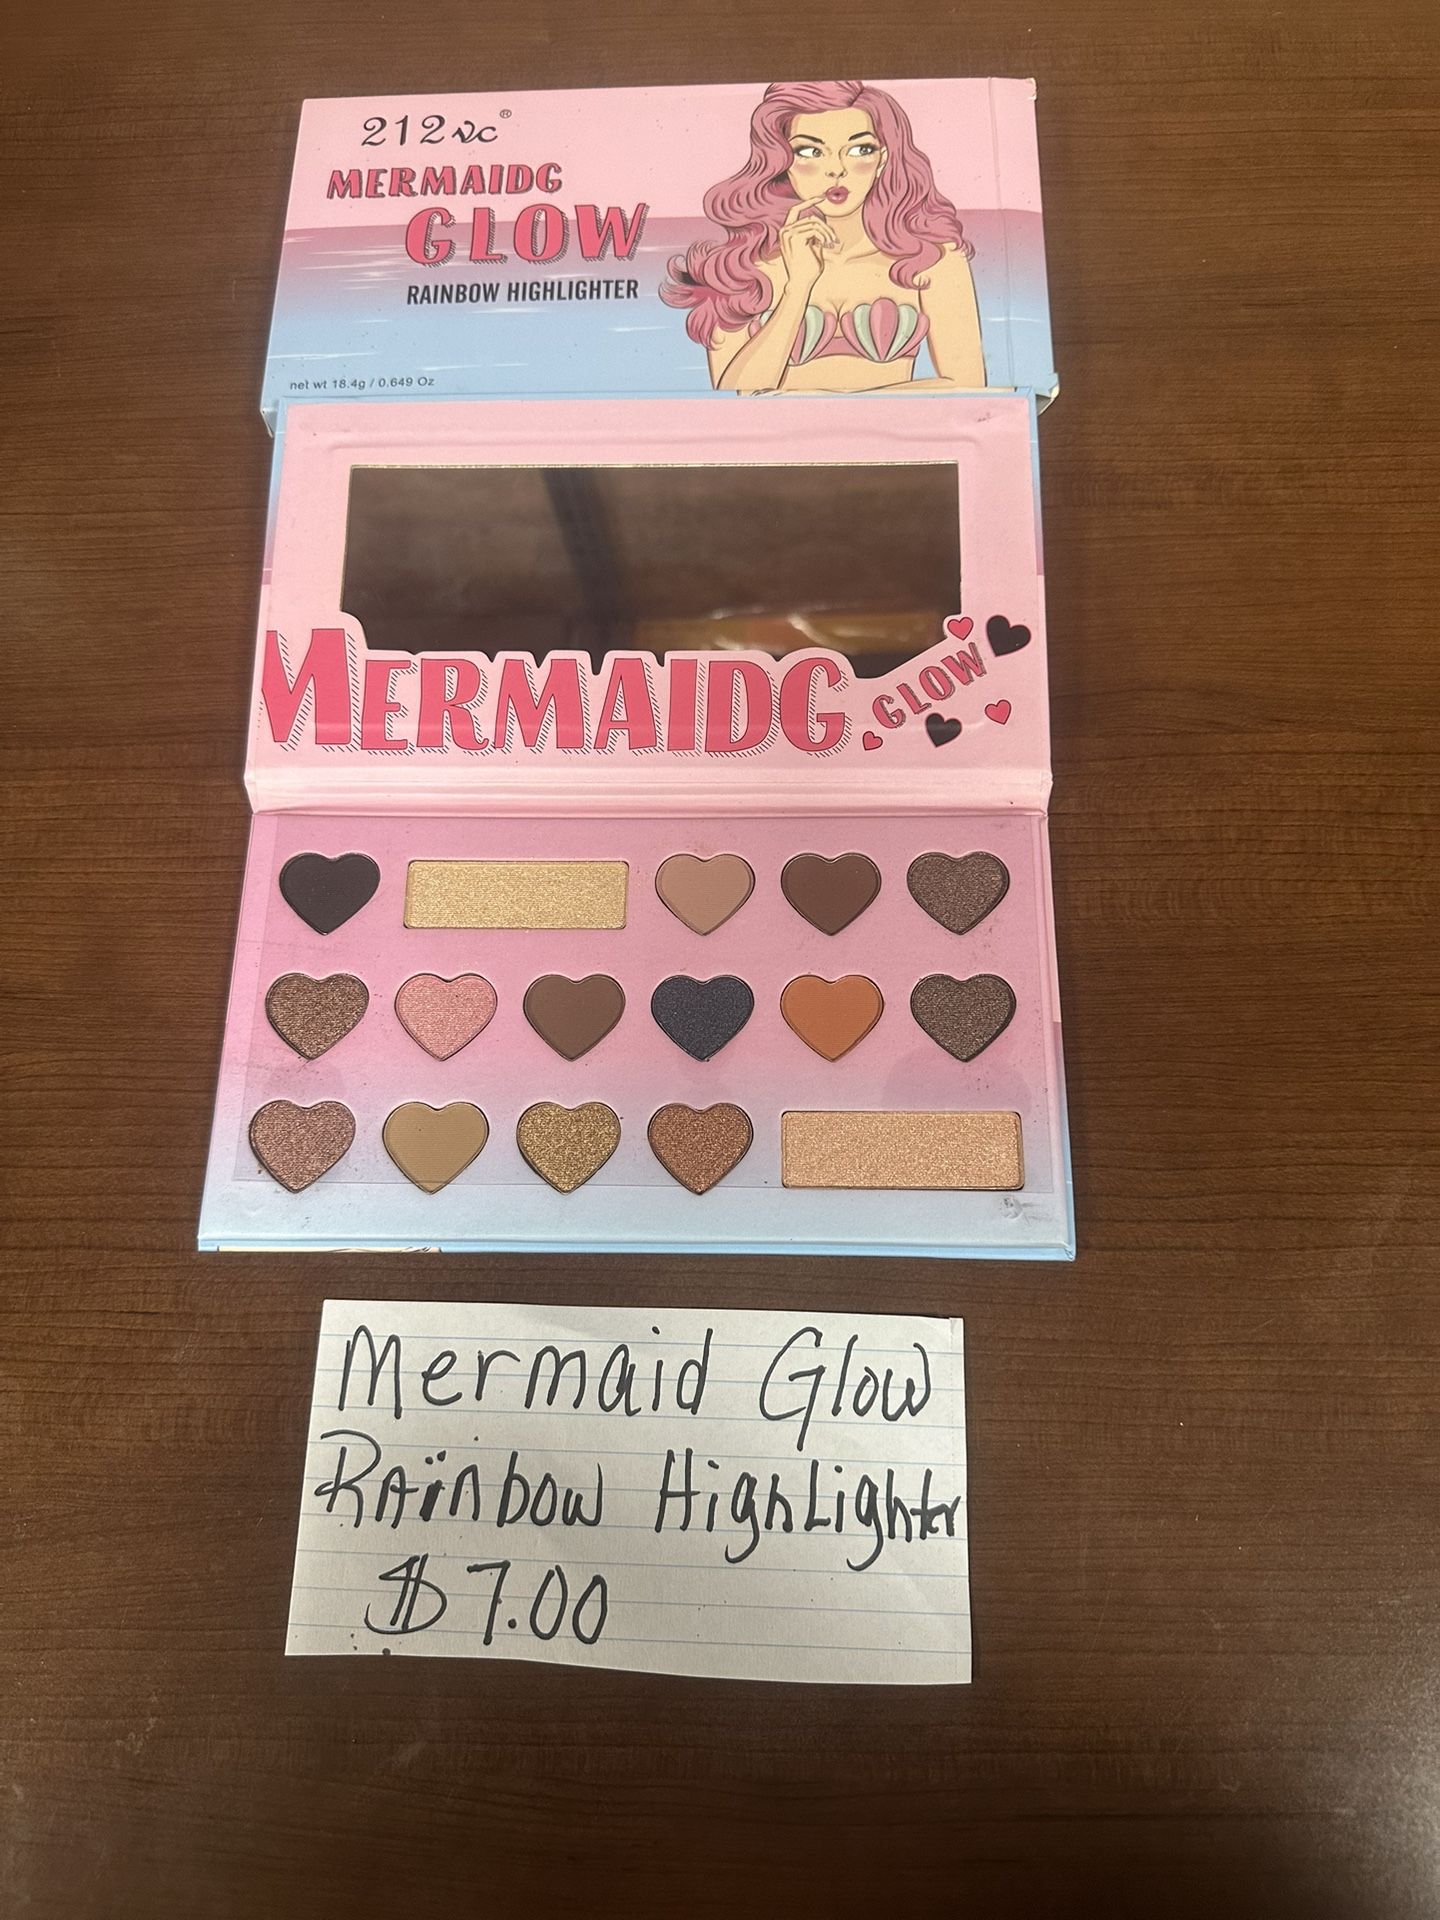 212vc®
MERMAIDG
GLOW
RAINBOW HIGHLIGHTER
net wt 18.4g / 0.649 Oz
MERMAIDG
GLOW
Mermaid Glow
Rainbow HighLighter
$7.00